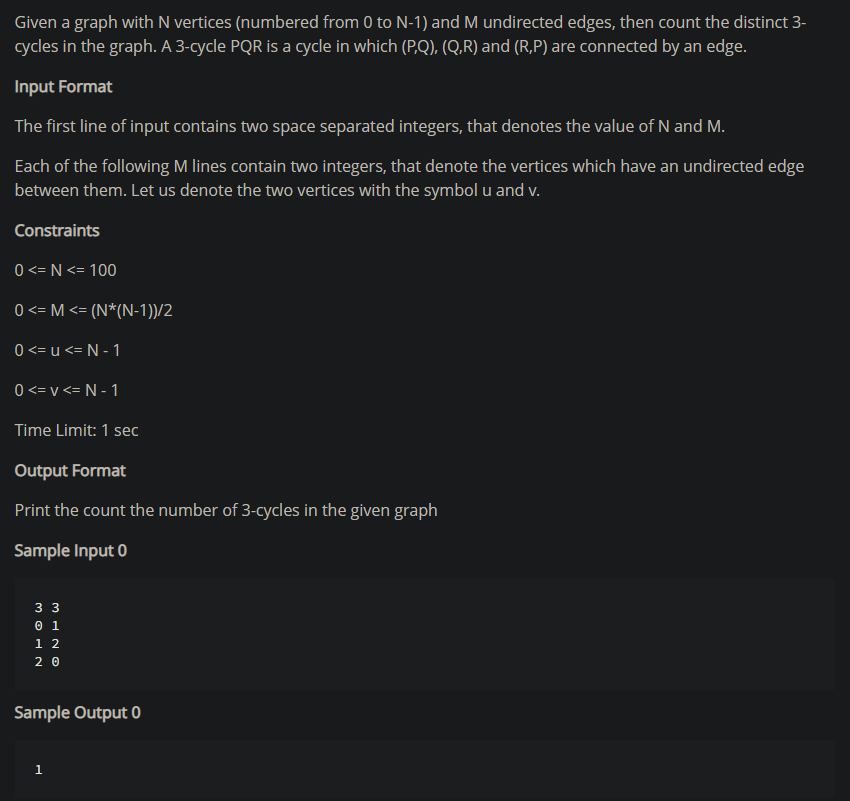 Given a graph with N vertices (numbered from 0 to N-1) and M undirected edges, then count the distinct 3-
cycles in the graph. A 3-cycle PQR is a cycle in which (P,Q), (Q,R) and (R,P) are connected by an edge.
Input Format
The first line of input contains two space separated integers, that denotes the value of N and M.
Each of the following M lines contain two integers, that denote the vertices which have an undirected edge
between them. Let us denote the two vertices with the symbol u and v.
Constraints
0 <= N <= 100
0 <= M <= (N*(N-1))/2
0 <= u <= N - 1
0 <= v <= N - 1
Time Limit: 1 sec
Output Format
Print the count the number of 3-cycles in the given graph
Sample Input 0
3 3
0 1
1 2
2 0
Sample Output 0
1